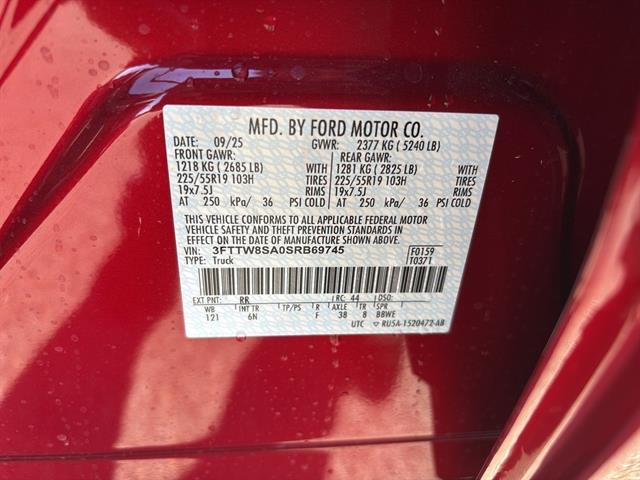 MFD. BY FORD MOTOR CO.
DATE: 09/25 GVWR: 2377 KG ( 5240 LB)
FRONT GAWR: REAR GAWR:
1218 KG ( 2685 LB) WITH 1281 KG ( 2825 LB) WITH
225/55R19 103H TIRES 225/55R19 103H TIRES
19x7.5J RIMS 19x7.5J RIMS
AT 250 kPa/ 36 PSI COLD AT 250 kPa/ 36 PSI COLD
THIS VEHICLE CONFORMS TO ALL APPLICABLE FEDERAL MOTOR
VEHICLE SAFETY AND THEFT PREVENTION STANDARDS IN
EFFECT ON THE DATE OF MANUFACTURE SHOWN ABOVE.
VIN: 3FTTW8SA0SRB69745 F0159
TYPE: Truck T0371
EXT PNT: RR RC: 44 DSO:
WB INT TR TP/PS R AXLE TR SPR
121 6N F 38 8 BBWE
UTC RU5A-1520472-AB